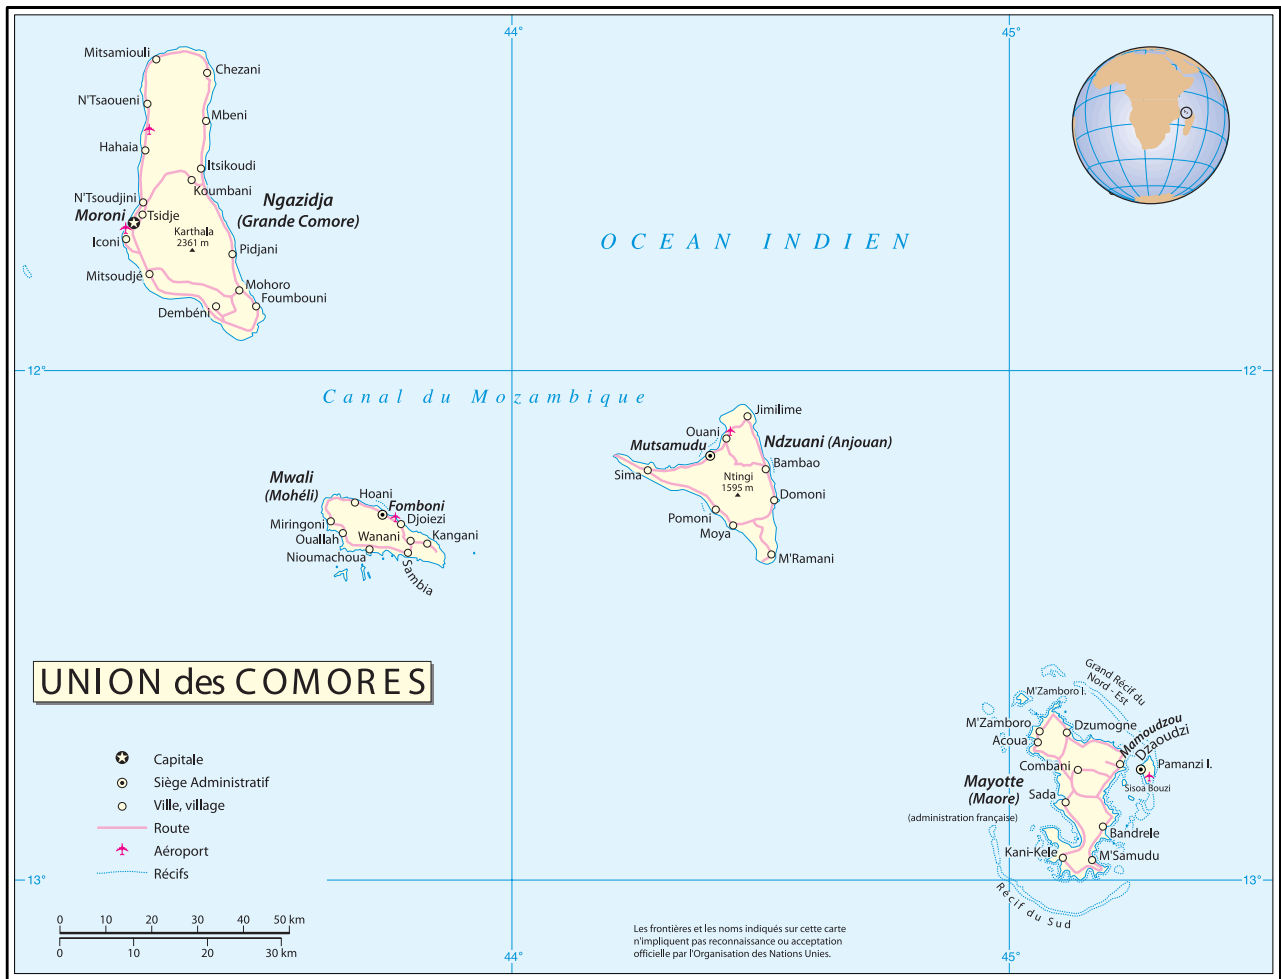 44°
45°
Mitsamiouli
Chezani
N'Tsaoueni
Mbeni
Hahaia
Itsikoudi
Koumbani
N'Tsoudjini
Ngazidja
(Grande Comore)
Moroni
Tsidje
Karthala
2361 m
Iconi
Pidjani
Mitsoudjé
Mohoro
Foumbouni
Dembéni
OCEAN INDIEN
12°
12°
Canal du Mozambique
Jimilime
Ouani
Mutsamudu
Ndzuani (Anjouan)
Sima
Bambao
Ntingi
1595 m
Domoni
Pomoni
Moya
M'Ramani
Mwali
(Mohéli)
Hoani
Fomboni
Djoiezi
Miringoni
Ouallah
Wanani
Kangani
Nioumachoua
Sambia
UNION des COMORES
Grand Récif du
Nord - Est
M'Zamboro I.
M'Zamboro
Dzumogne
Acoua
Mamoudzou
Dzaoudzi
Combani
Pamanzi I.
Mayotte
(Maore)
Sisoa Bouzi
Sada
(administration française)
Bandrele
Kani-Kele
M'Samudu
Récif du Sud
Capitale
Siège Administratif
Ville, village
Route
Aéroport
Récifs
13°
13°
0 10 20 30 40 50 km
0 10 20 30 km
Les frontières et les noms indiqués sur cette carte
n'impliquent pas reconnaissance ou acceptation
officielle par l'Organisation des Nations Unies.
44°
45°